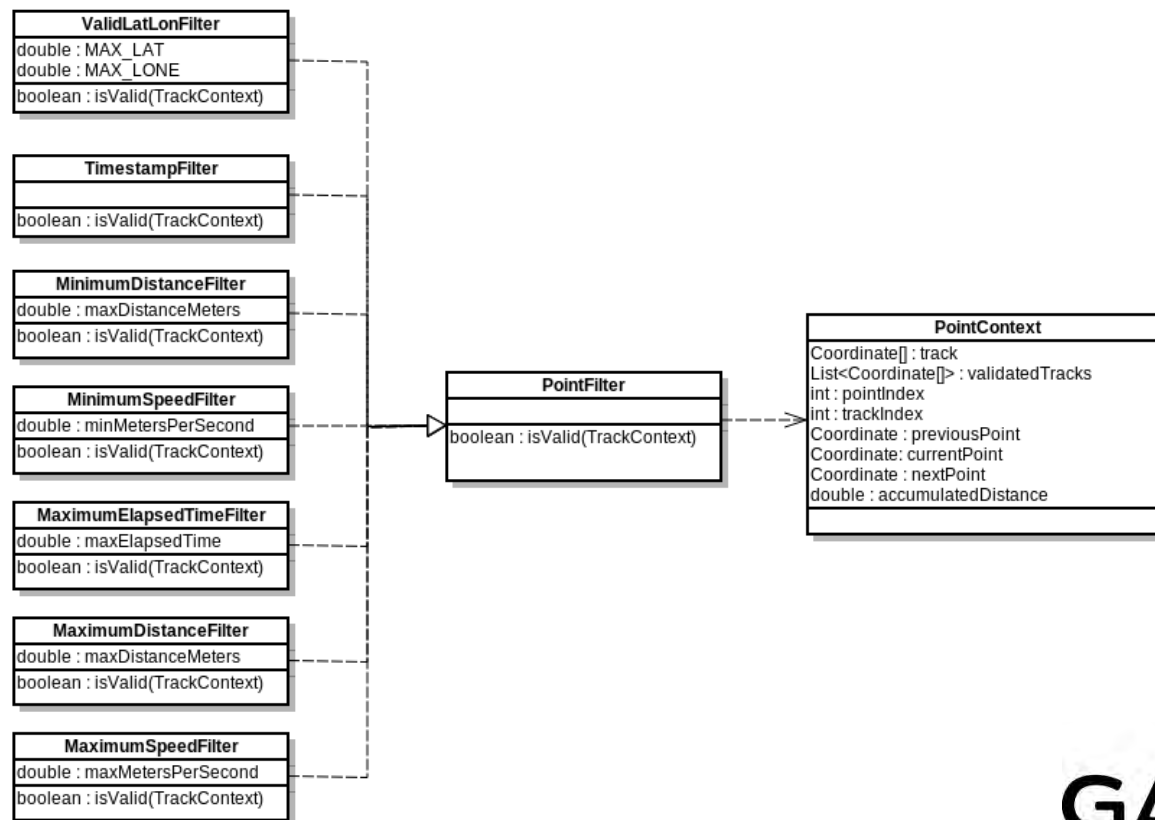 ValidLatLonFilter
double : MAX_LAT
double : MAX_LONE
boolean : isValid(TrackContext)
TimestampFilter
boolean : isValid(TrackContext)
MinimumDistanceFilter
double : maxDistanceMeters
boolean : isValid(TrackContext)
MinimumSpeedFilter
double : minMetersPerSecond
boolean : isValid(TrackContext)
MaximumElapsedTimeFilter
double : maxElapsedTime
boolean : isValid(TrackContext)
MaximumDistanceFilter
double : maxDistanceMeters
boolean : isValid(TrackContext)
MaximumSpeedFilter
double : maxMetersPerSecond
boolean : isValid(TrackContext)
PointFilter
boolean : isValid(TrackContext)
PointContext
Coordinate[] : track
List<Coordinate[]> : validatedTracks
int : pointIndex
int : trackIndex
Coordinate : previousPoint
Coordinate: currentPoint
Coordinate : nextPoint
double : accumulatedDistance